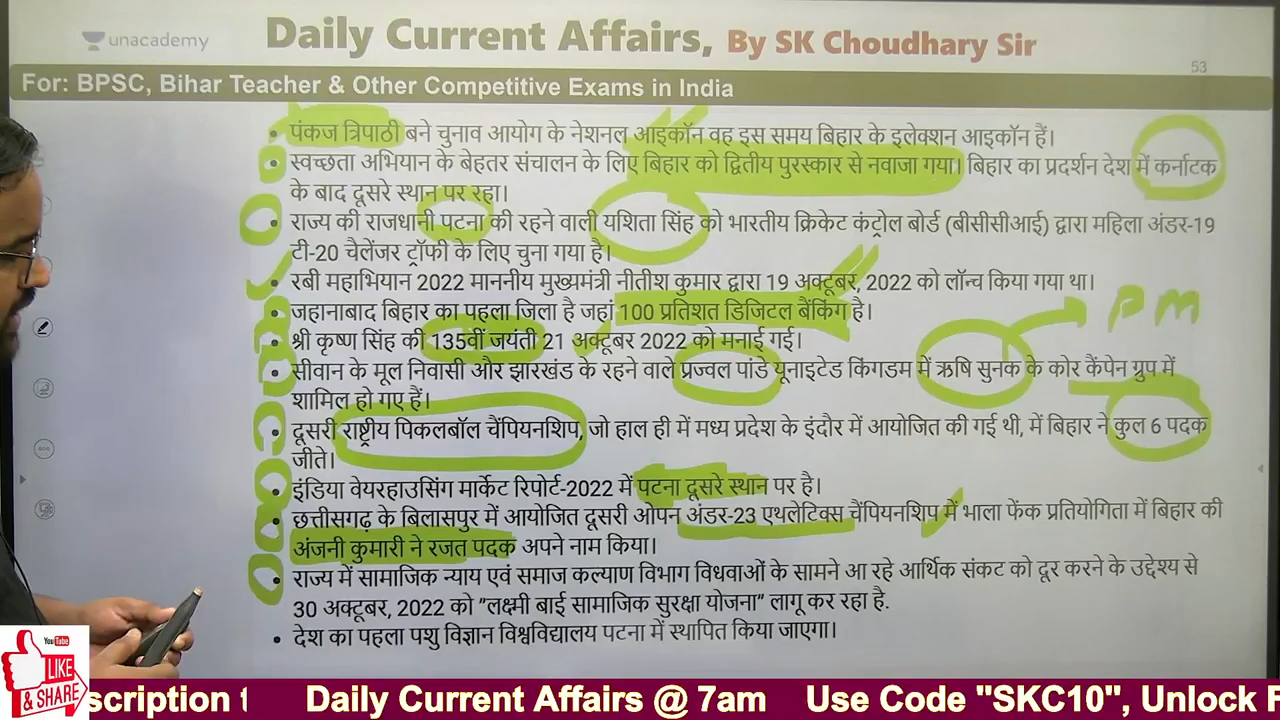 unacademy
Daily Current Affairs, By SK Choudhary Sir
53
For: BPSC, Bihar Teacher & Other Competitive Exams in India
• पंकज त्रिपाठी बने चुनाव आयोग के नेशनल आइकॉन वह इस समय बिहार के इलेक्शन आइकॉन हैं।
• स्वच्छता अभियान के बेहतर संचालन के लिए बिहार को द्वितीय पुरस्कार से नवाजा गया। बिहार का प्रदर्शन देश में कर्नाटक
के बाद दूसरे स्थान पर रहा।
• राज्य की राजधानी पटना की रहने वाली यशिता सिंह को भारतीय क्रिकेट कंट्रोल बोर्ड (बीसीसीआई) द्वारा महिला अंडर-19
टी-20 चैलेंजर ट्रॉफी के लिए चुना गया है।
• रबी महाभियान 2022 माननीय मुख्यमंत्री नीतीश कुमार द्वारा 19 अक्टूबर, 2022 को लॉन्च किया गया था।
• जहानाबाद बिहार का पहला जिला है जहां 100 प्रतिशत डिजिटल बैंकिंग है।
PM
• श्री कृष्ण सिंह की 135वीं जयंती 21 अक्टूबर 2022 को मनाई गई।
• सीवान के मूल निवासी और झारखंड के रहने वाले प्रज्वल पांडे यूनाइटेड किंगडम में ऋषि सुनक के कोर कैंपेन ग्रुप में
शामिल हो गए हैं।
• दूसरी राष्ट्रीय पिकलबॉल चैंपियनशिप, जो हाल ही में मध्य प्रदेश के इंदौर में आयोजित की गई थी, में बिहार ने कुल 6 पदक
जीते।
• इंडिया वेयरहाउसिंग मार्केट रिपोर्ट-2022 में पटना दूसरे स्थान पर है।
• छत्तीसगढ़ के बिलासपुर में आयोजित दूसरी ओपन अंडर-23 एथलेटिक्स चैंपियनशिप में भाला फेंक प्रतियोगिता में बिहार की
अंजनी कुमारी ने रजत पदक अपने नाम किया।
• राज्य में सामाजिक न्याय एवं समाज कल्याण विभाग विधवाओं के सामने आ रहे आर्थिक संकट को दूर करने के उद्देश्य से
30 अक्टूबर, 2022 को ”लक्ष्मी बाई सामाजिक सुरक्षा योजना” लागू कर रहा है.
• देश का पहला पशु विज्ञान विश्वविद्यालय पटना में स्थापित किया जाएगा।
YouTube
LIKE
& SHARE
scription Daily Current Affairs @ 7am Use Code "SKC10", Unlock